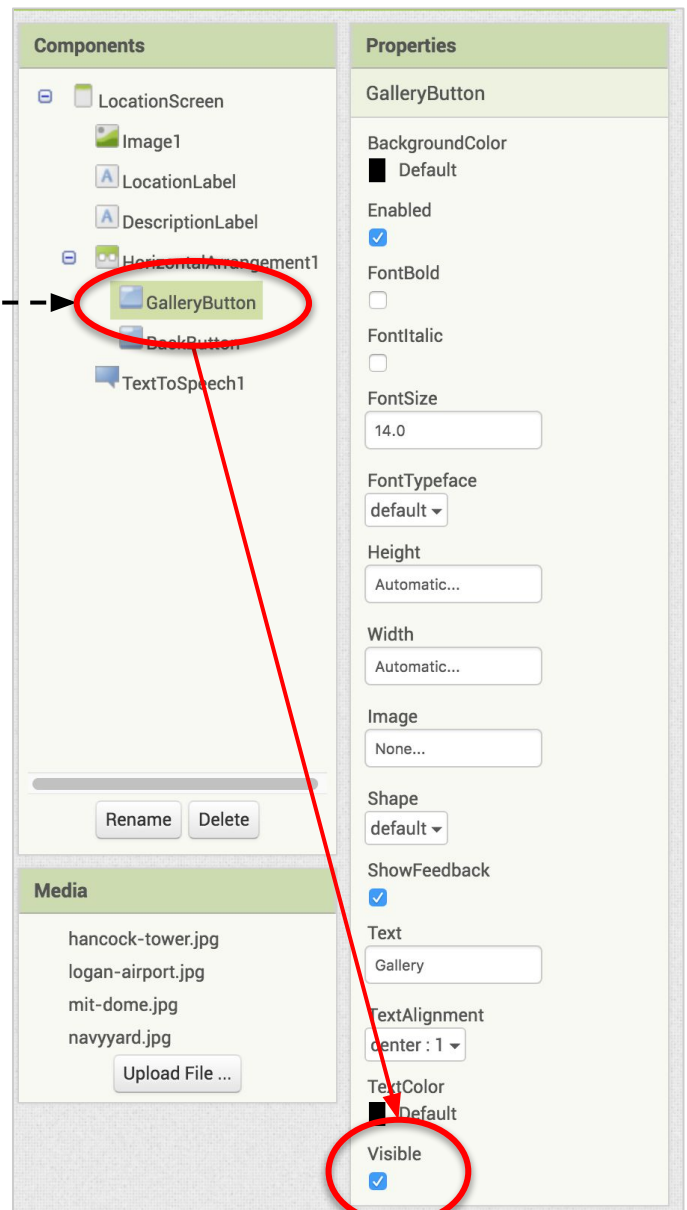 Components
LocationScreen
Image1
LocationLabel
DescriptionLabel
HorizontalArrangement1
GalleryButton
BackButton
TextToSpeech1
Rename Delete
Media
hancock-tower.jpg
logan-airport.jpg
mit-dome.jpg
navyyard.jpg
Upload File ...
Properties
GalleryButton
BackgroundColor
Default
Enabled
FontBold
FontItalic
FontSize
14.0
FontTypeface
default
Height
Automatic...
Width
Automatic...
Image
None...
Shape
default
ShowFeedback
Text
Gallery
TextAlignment
center : 1
TextColor
Default
Visible